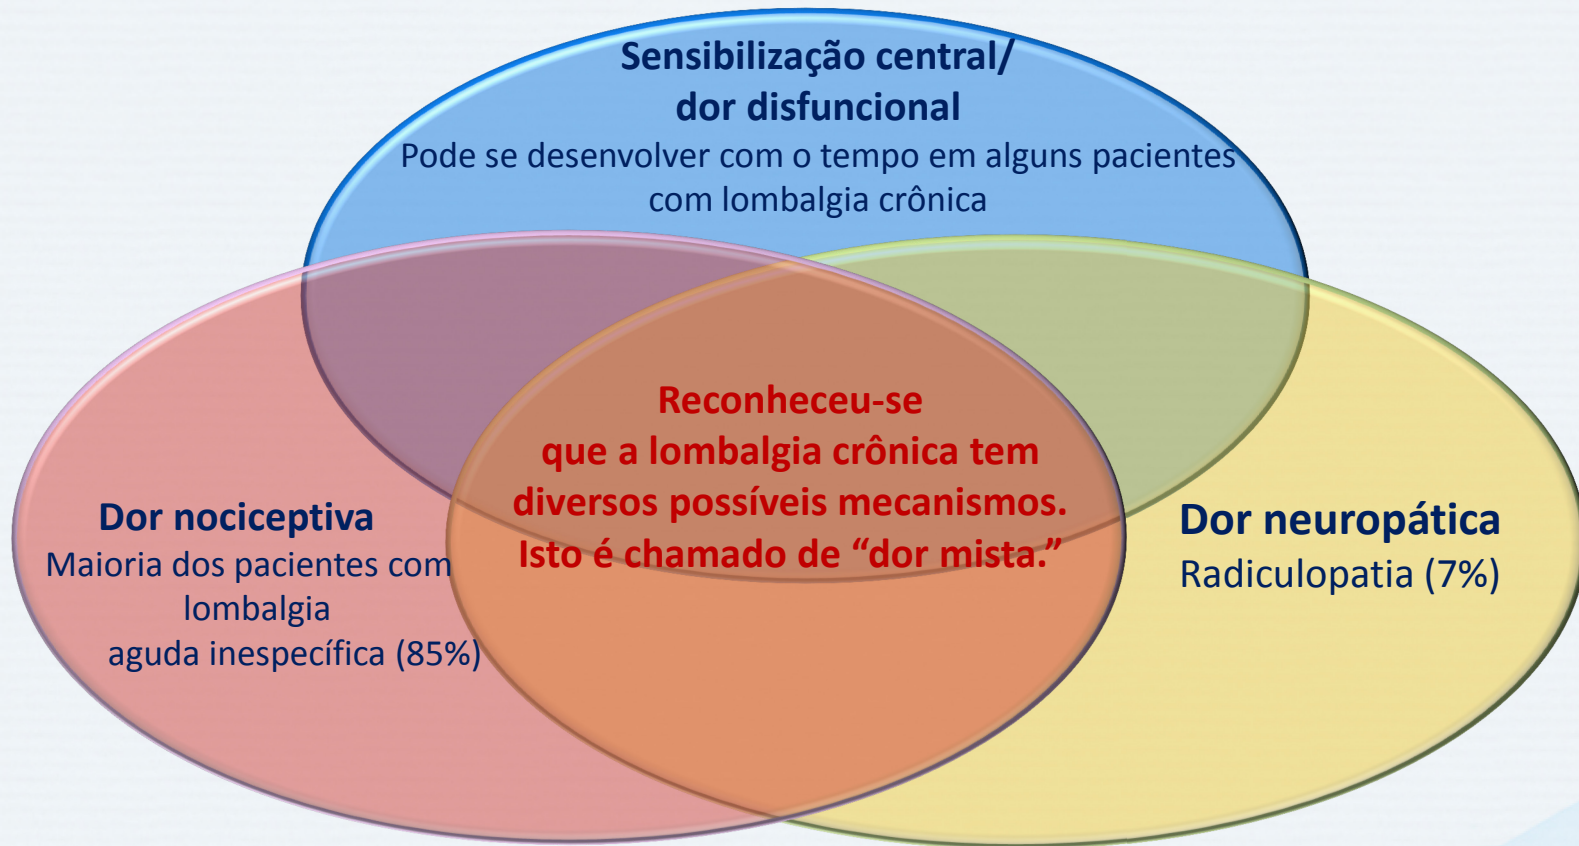 Sensibilização central/
dor disfuncional
Pode se desenvolver com o tempo em alguns pacientes
com lombalgia crônica
Reconheceu-se
que a lombalgia crônica tem
diversos possíveis mecanismos.
Isto é chamado de “dor mista.”
Dor nociceptiva
Maioria dos pacientes com
lombalgia
aguda inespecífica (85%)
Dor neuropática
Radiculopatia (7%)